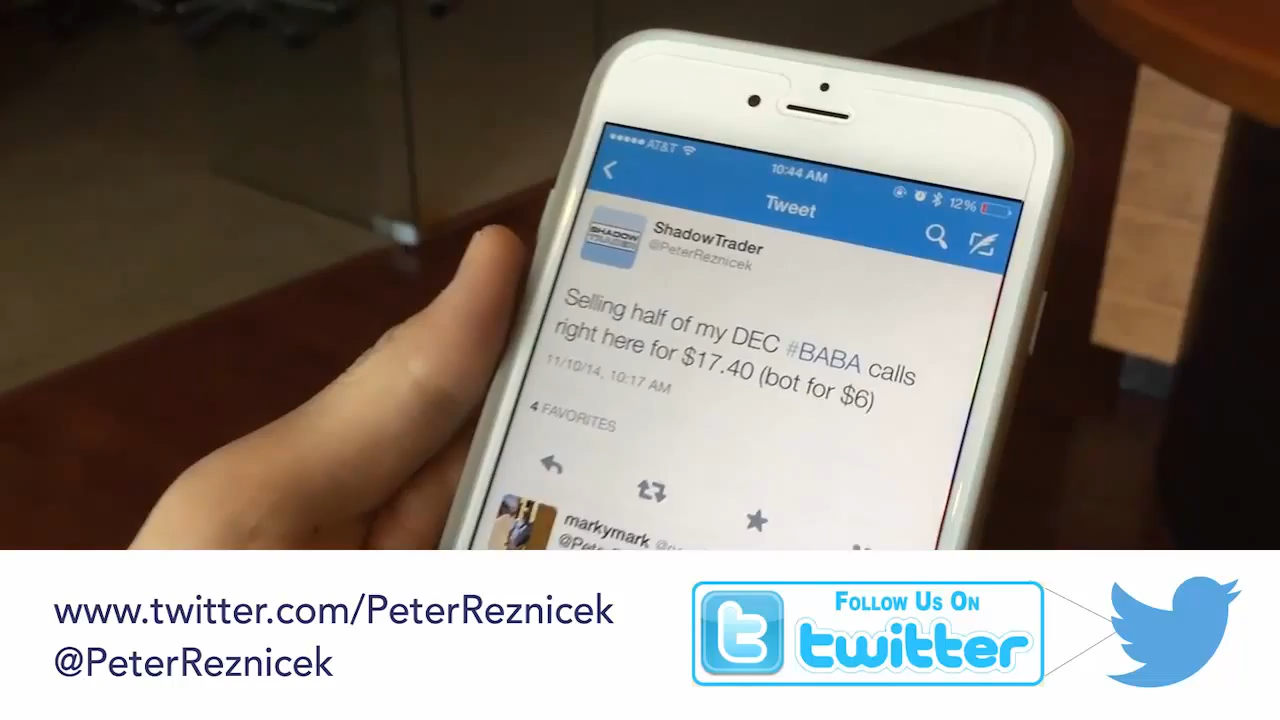 AT&T
10:44 AM
12%
Tweet
SHADOW
TRADER
ShadowTrader
@PeterReznicek
Selling half of my DEC #BABA calls
right here for $17.40 (bot for $6)
11/10/14, 10:17 AM
4 FAVORITES
markymark
www.twitter.com/PeterReznicek
@PeterReznicek
FOLLOW US ON
t twitter